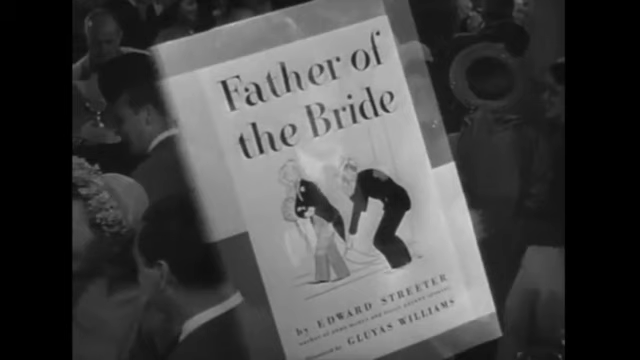 Father of
the Bride
by EDWARD STREETER
GLUYAS WILLIAMS